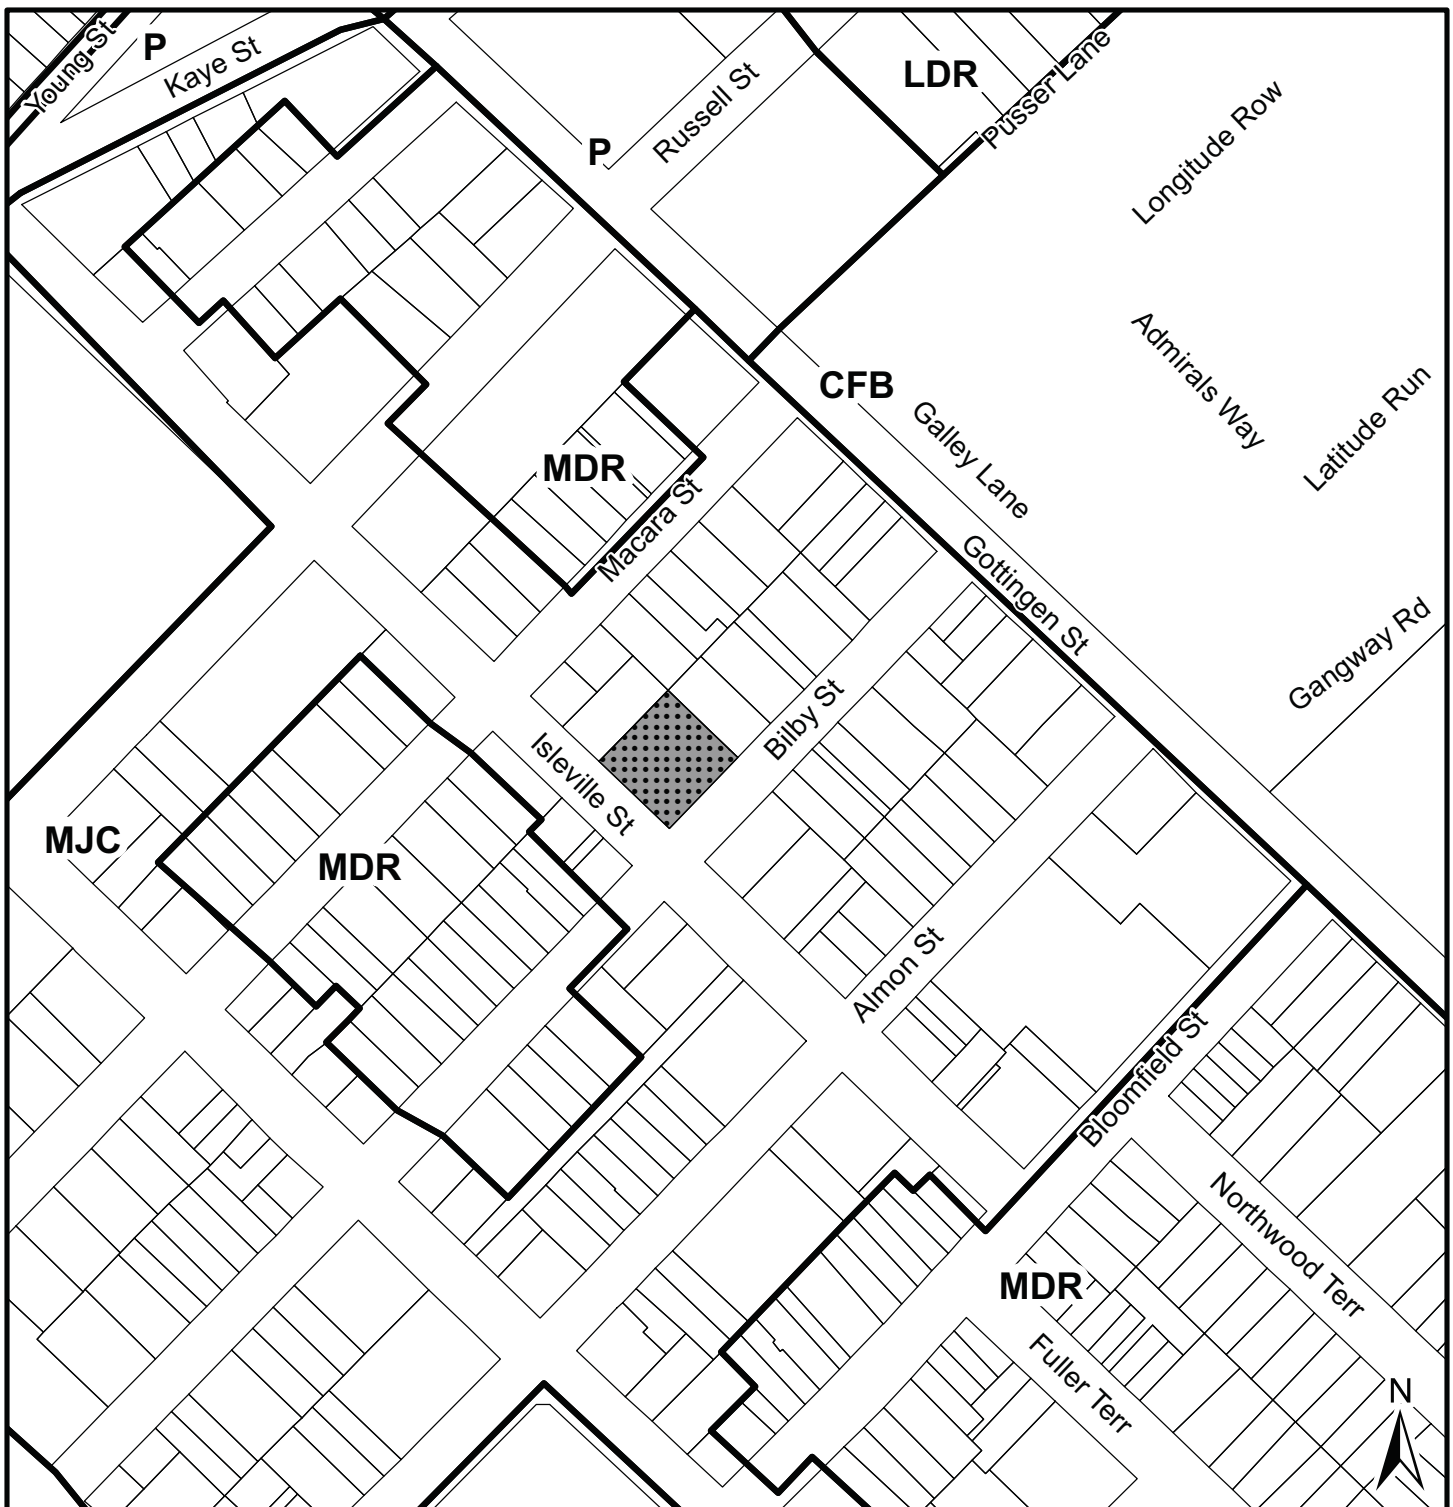 Young St
P
Kaye St
LDR
Russell St
Pusser Lane
P
Longitude Row
Admirals Way
CFB
Latitude Run
Galley Lane
MDR
Macara St
Gottingen St
Gangway Rd
Bilby St
Isleville St
MJC
MDR
Almon St
Bloomfield St
Northwood Terr
MDR
Fuller Terr
N